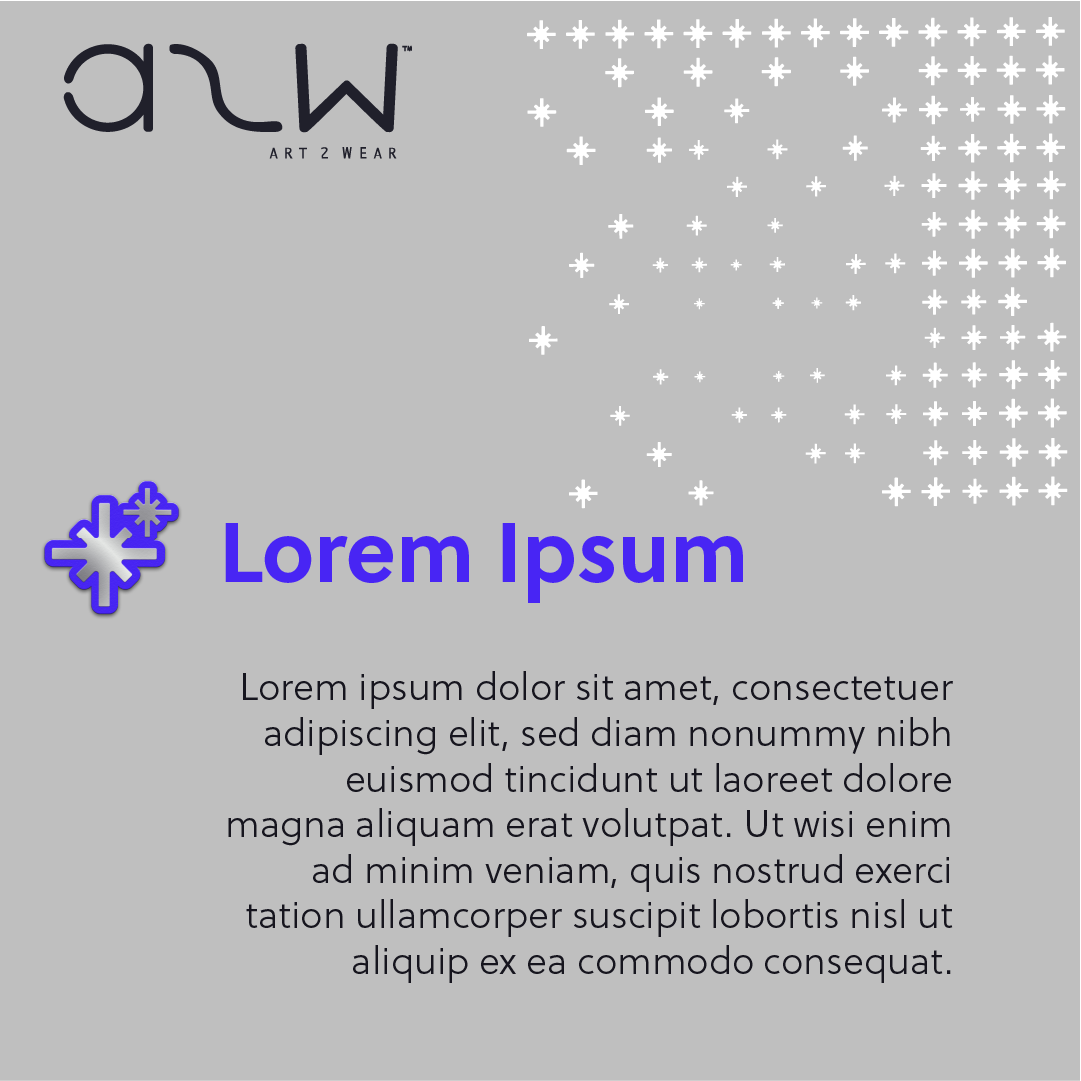 a2w™
ART 2 WEAR
Lorem Ipsum
Lorem ipsum dolor sit amet, consectetuer
adipiscing elit, sed diam nonummy nibh
euismod tincidunt ut laoreet dolore
magna aliquam erat volutpat. Ut wisi enim
ad minim veniam, quis nostrud exerci
tation ullamcorper suscipit lobortis nisl ut
aliquip ex ea commodo consequat.